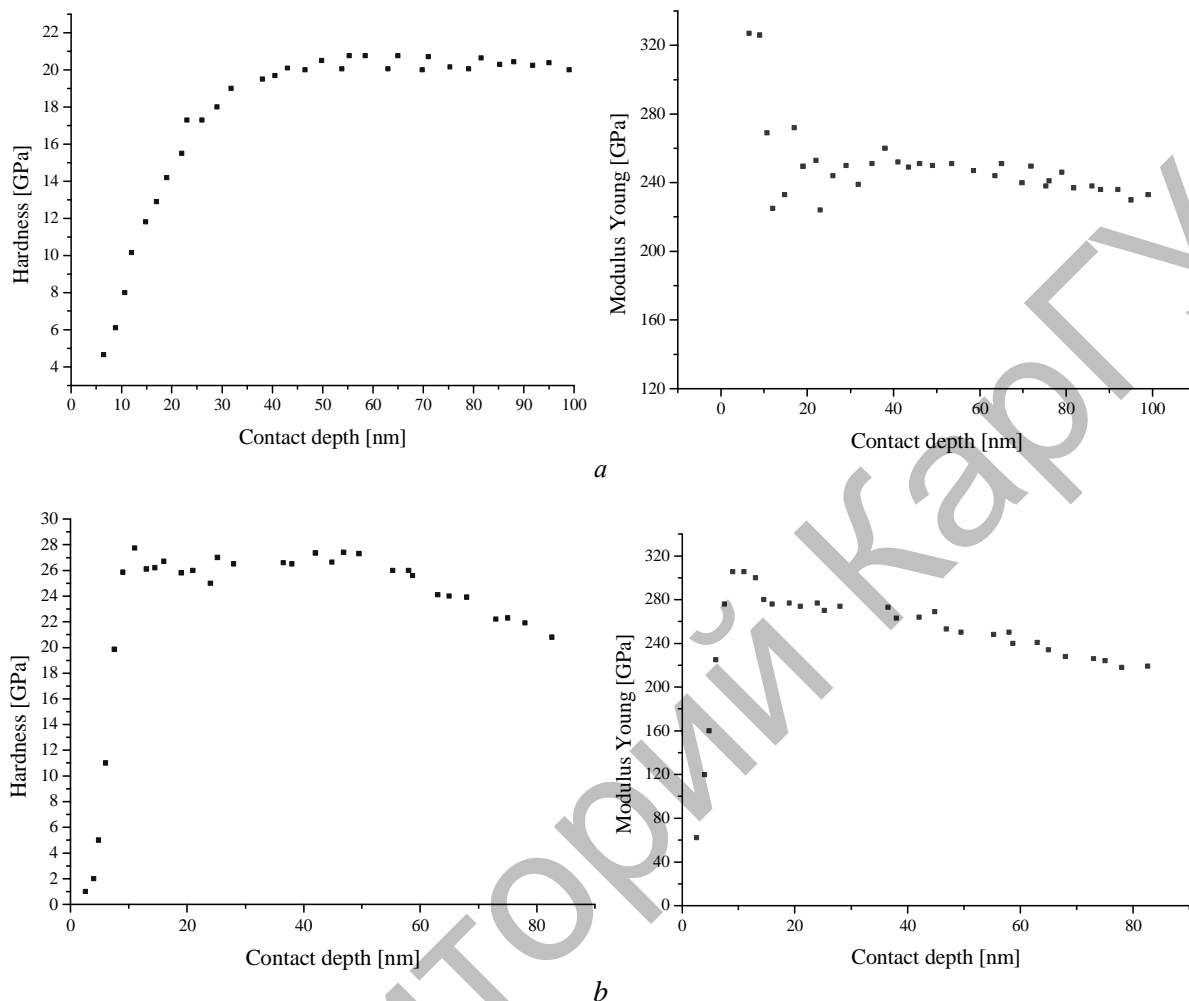 22
20
18
16
14
12
10
8
6
4
Hardness [GPa]
0 10 20 30 40 50 60 70 80 90 100
Contact depth [nm]
320
280
240
200
160
120
Modulus Young [GPa]
0 20 40 60 80 100
Contact depth [nm]
a
30
28
26
24
22
20
18
16
14
12
10
8
6
4
2
0
Hardness [GPa]
0 20 40 60 80
Contact depth [nm]
320
280
240
200
160
120
80
40
0
Modulus Young [GPa]
0 20 40 60 80
Contact depth [nm]
b
иторий КарГУ